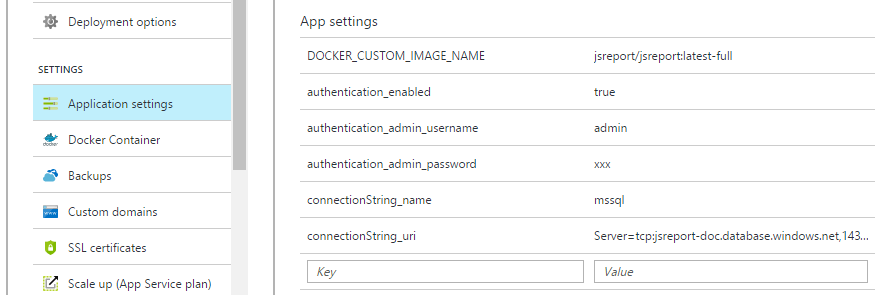 Deployment options
SETTINGS
Application settings
docker
Docker Container
Backups
Custom domains
SSL certificates
Scale up (App Service plan)
App settings
DOCKER_CUSTOM_IMAGE_NAME jsreport/jsreport:latest-full
authentication_enabled true
authentication_admin_username admin
authentication_admin_password xxx
connectionString_name mssql
connectionString_uri Server=tcp:jsreport-doc.database.windows.net,143...
Key Value